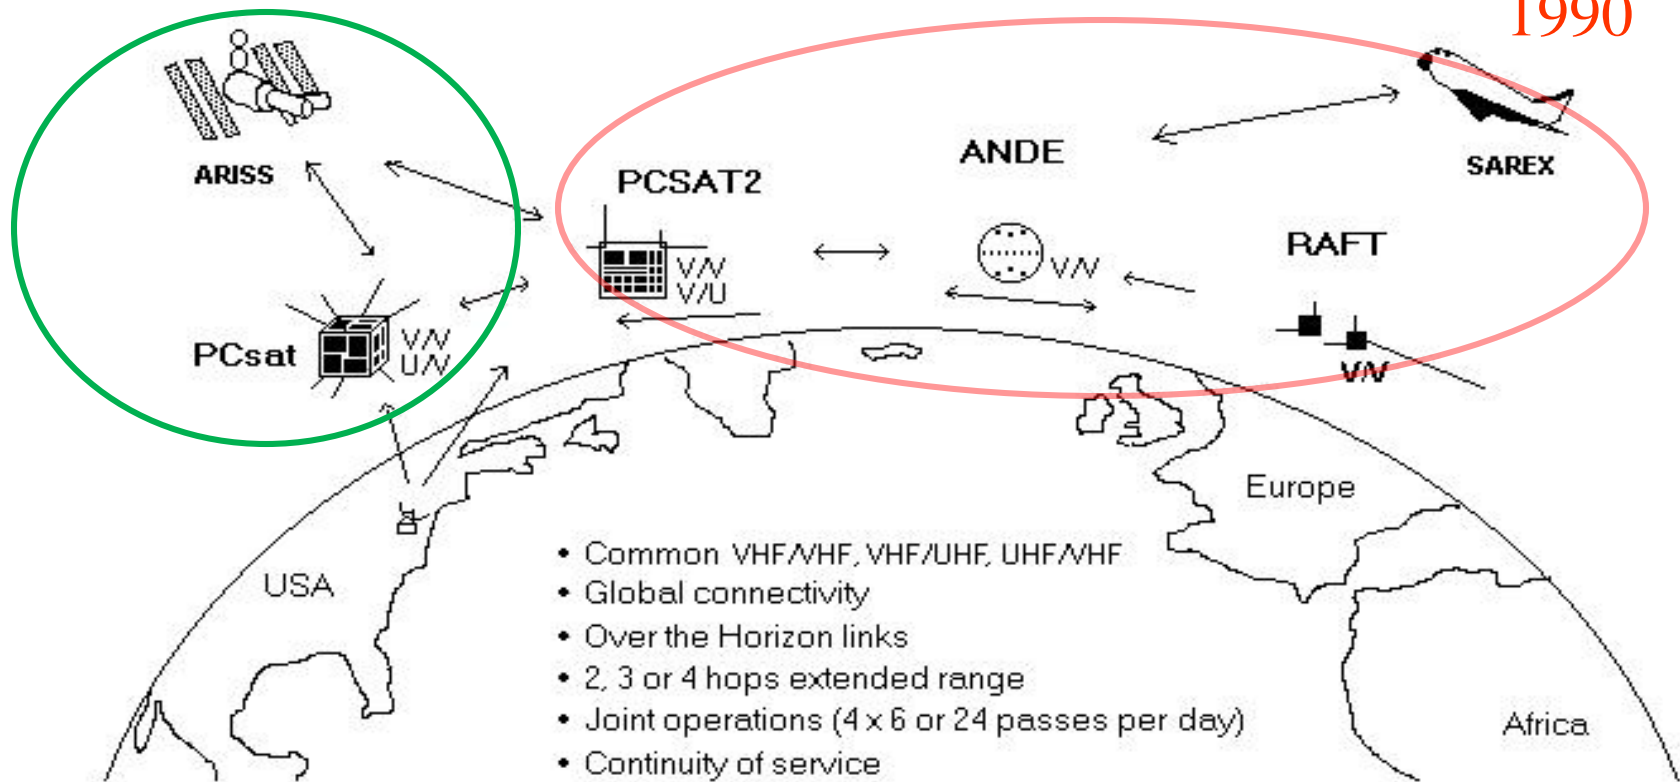 1990
ARISS
PCSAT2
ANDE
SAREX
RAFT
V/V
V/U
V/V
PCsat
V/V
U/V
V/V
Europe
USA
Africa
• Common VHF/VHF, VHF/UHF, UHF/VHF
• Global connectivity
• Over the Horizon links
• 2, 3 or 4 hops extended range
• Joint operations (4 x 6 or 24 passes per day)
• Continuity of service